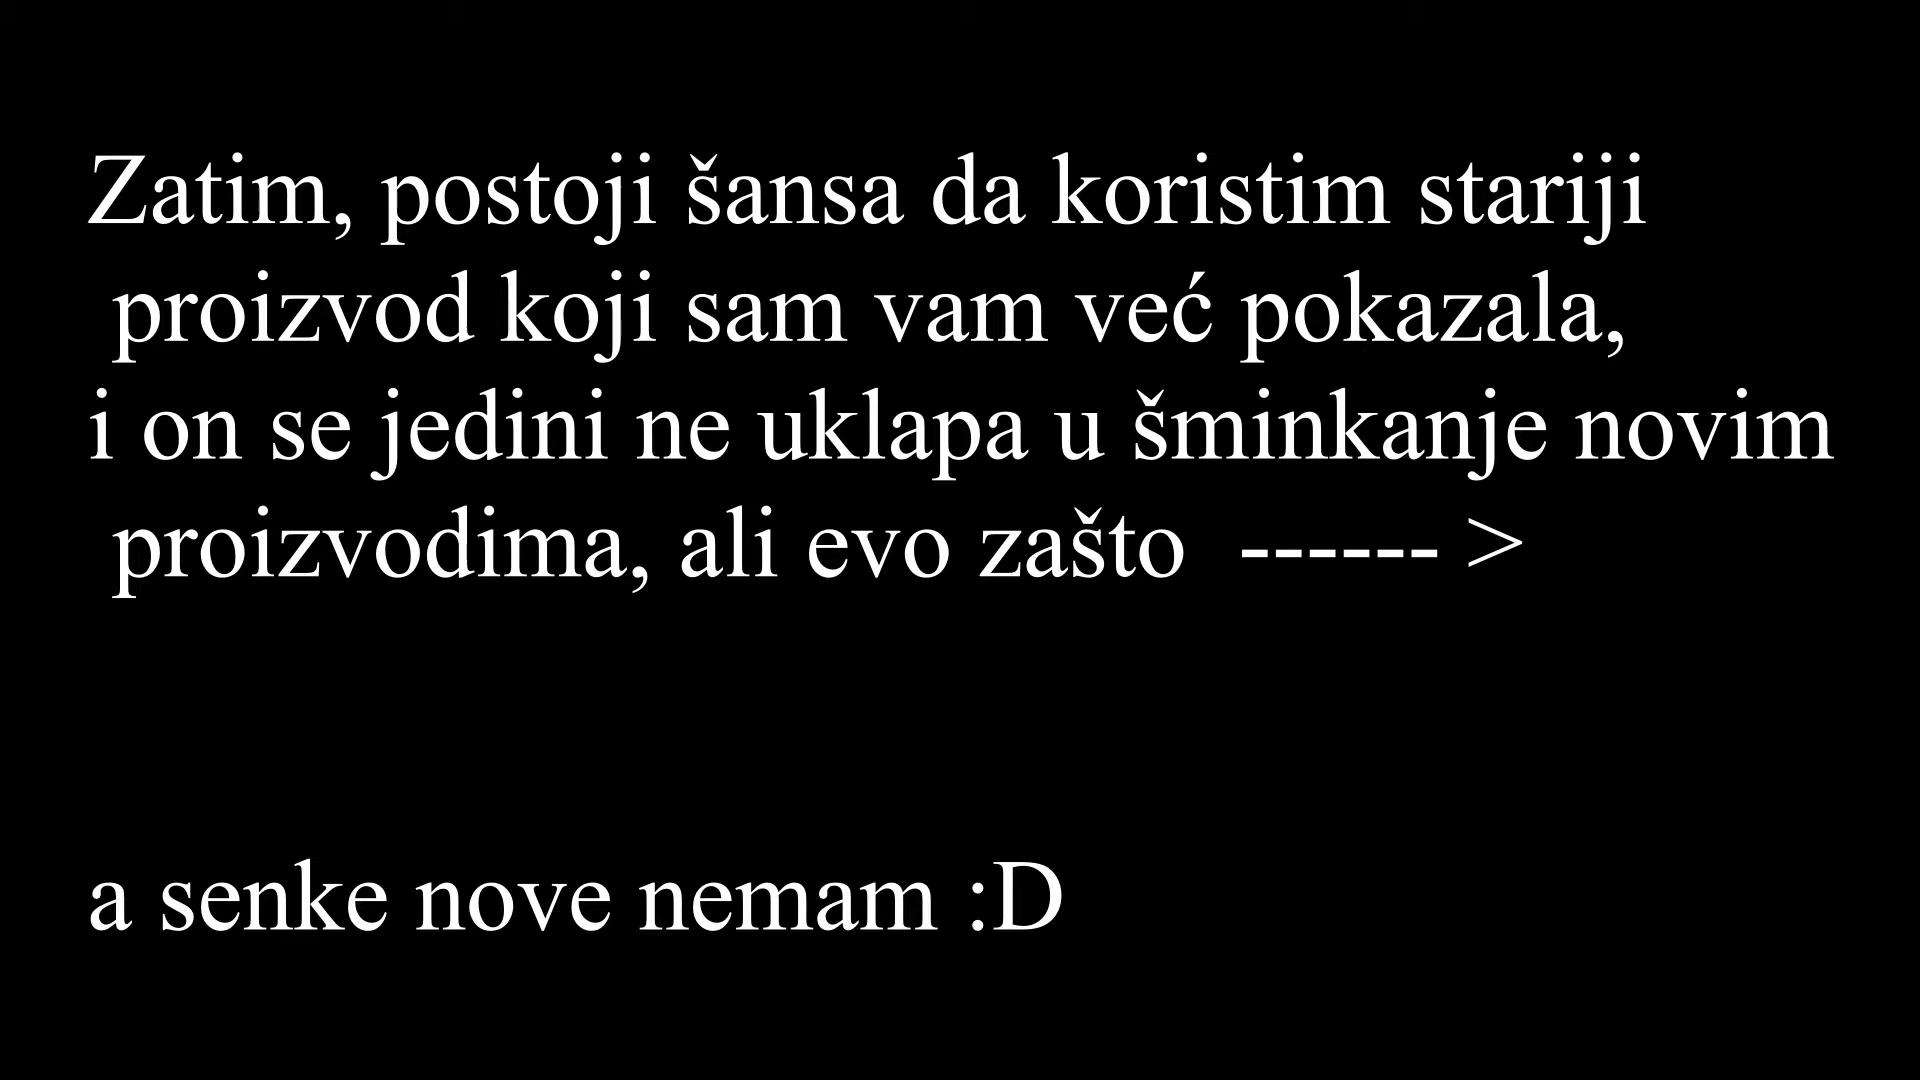 Zatim, postoji šansa da koristim stariji
proizvod koji sam vam već pokazala,
i on se jedini ne uklapa u šminkanje novim
proizvodima, ali evo zašto ------ >
a senke nove nemam :D